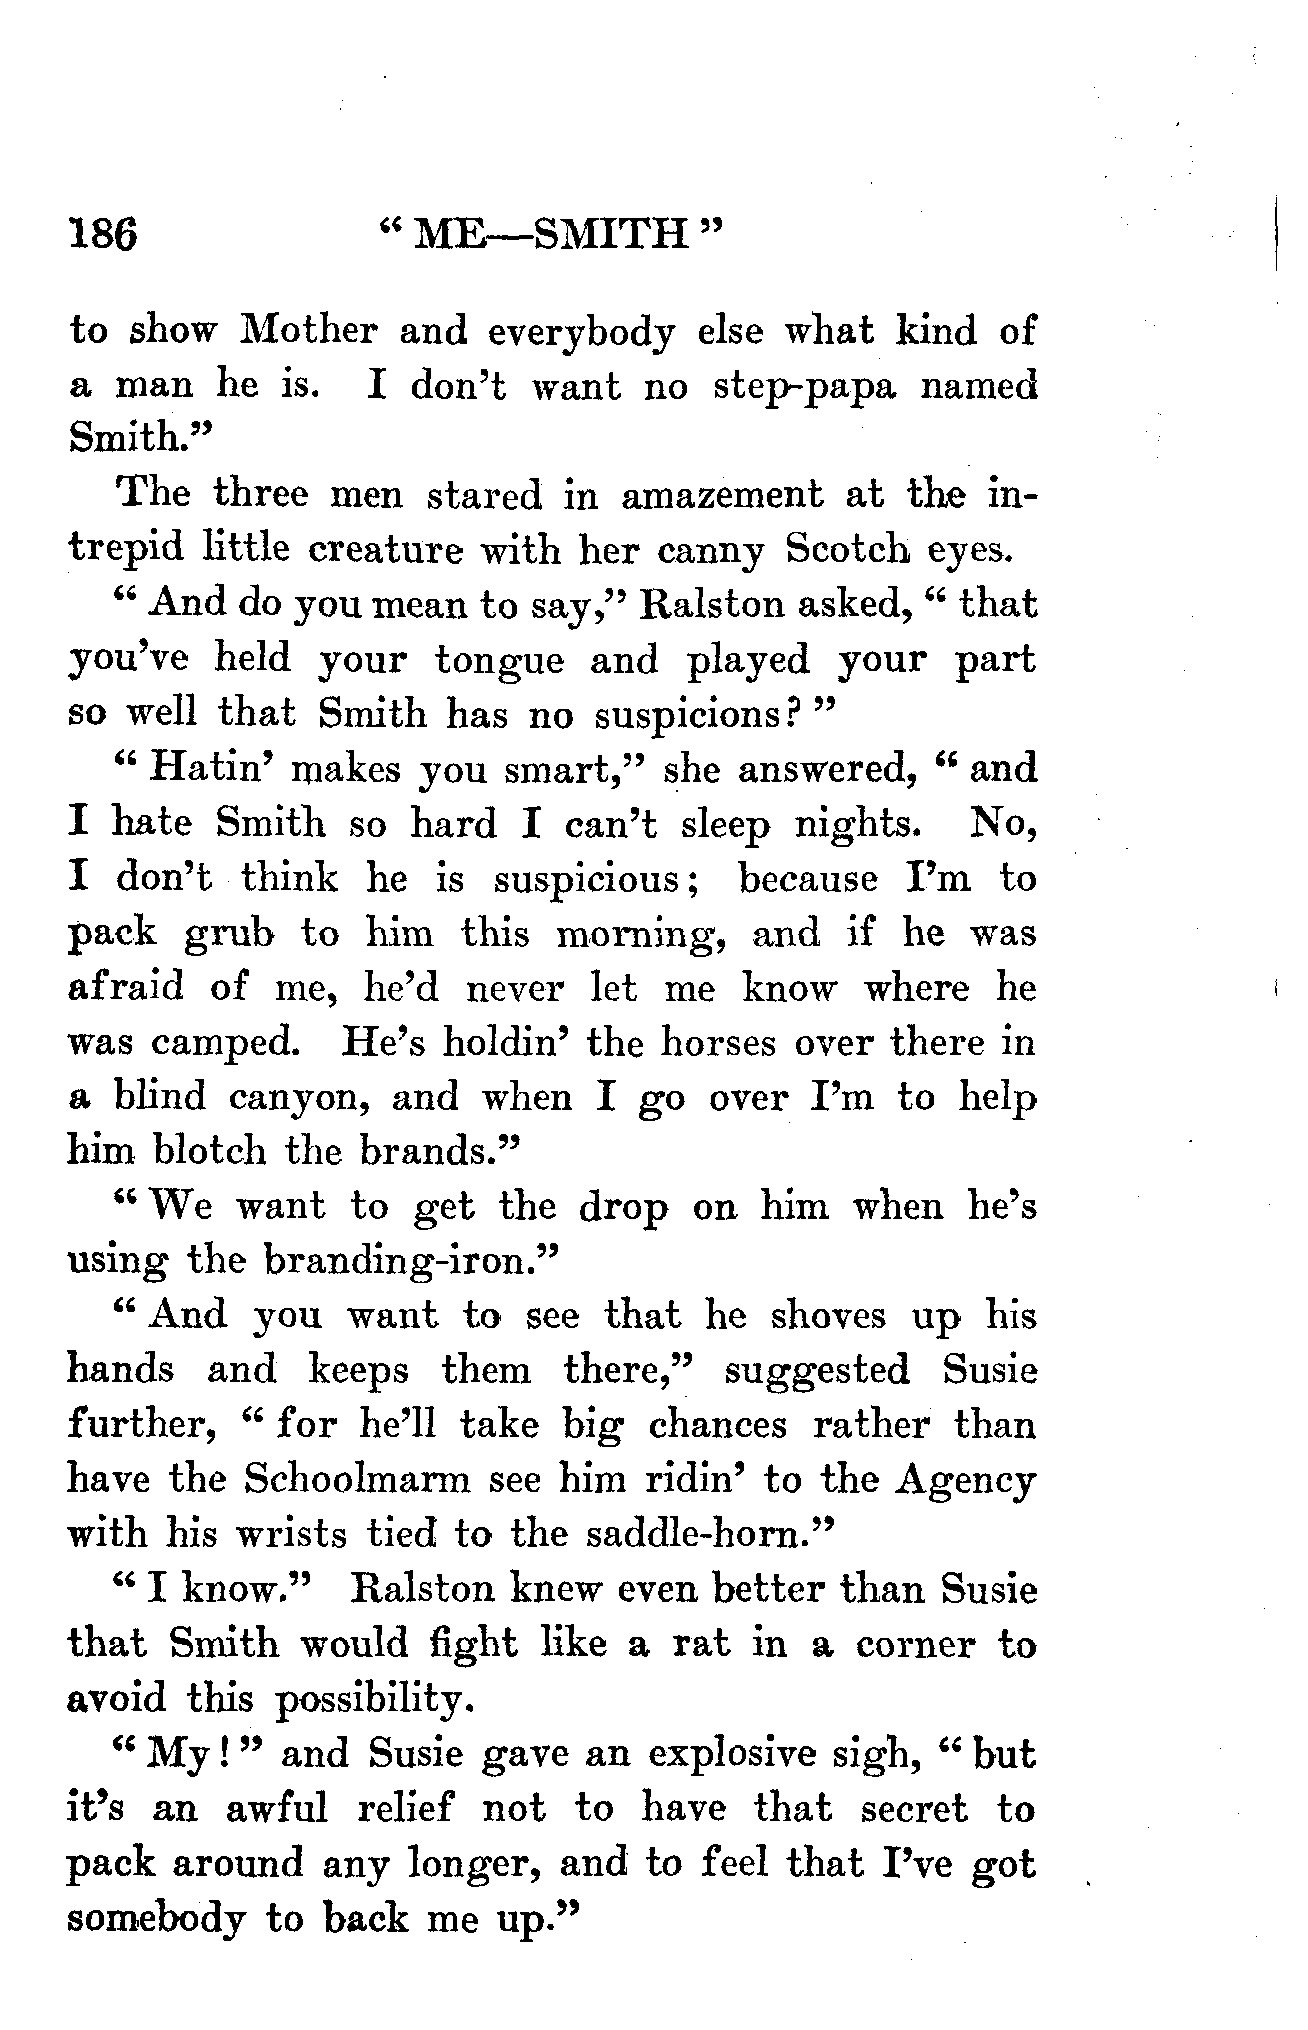 186 “ ME—SMITH ”
to show Mother and everybody else what kind of
a man he is. I don’t want no step-papa named
Smith.”
The three men stared in amazement at the in-
trepid little creature with her canny Scotch eyes.
“ And do you mean to say,” Ralston asked, “ that
you’ve held your tongue and played your part
so well that Smith has no suspicions? ”
“ Hatin’ makes you smart,” she answered, “ and
I hate Smith so hard I can’t sleep nights. No,
I don’t think he is suspicious; because I’m to
pack grub to him this morning, and if he was
afraid of me, he’d never let me know where he
was camped. He’s holdin’ the horses over there in
a blind canyon, and when I go over I’m to help
him blotch the brands.”
“ We want to get the drop on him when he’s
using the branding-iron.”
“ And you want to see that he shoves up his
hands and keeps them there,” suggested Susie
further, “ for he’ll take big chances rather than
have the Schoolmarm see him ridin’ to the Agency
with his wrists tied to the saddle-horn.”
“ I know.” Ralston knew even better than Susie
that Smith would fight like a rat in a corner to
avoid this possibility.
“ My! ” and Susie gave an explosive sigh, “ but
it’s an awful relief not to have that secret to
pack around any longer, and to feel that I’ve got
somebody to back me up.”